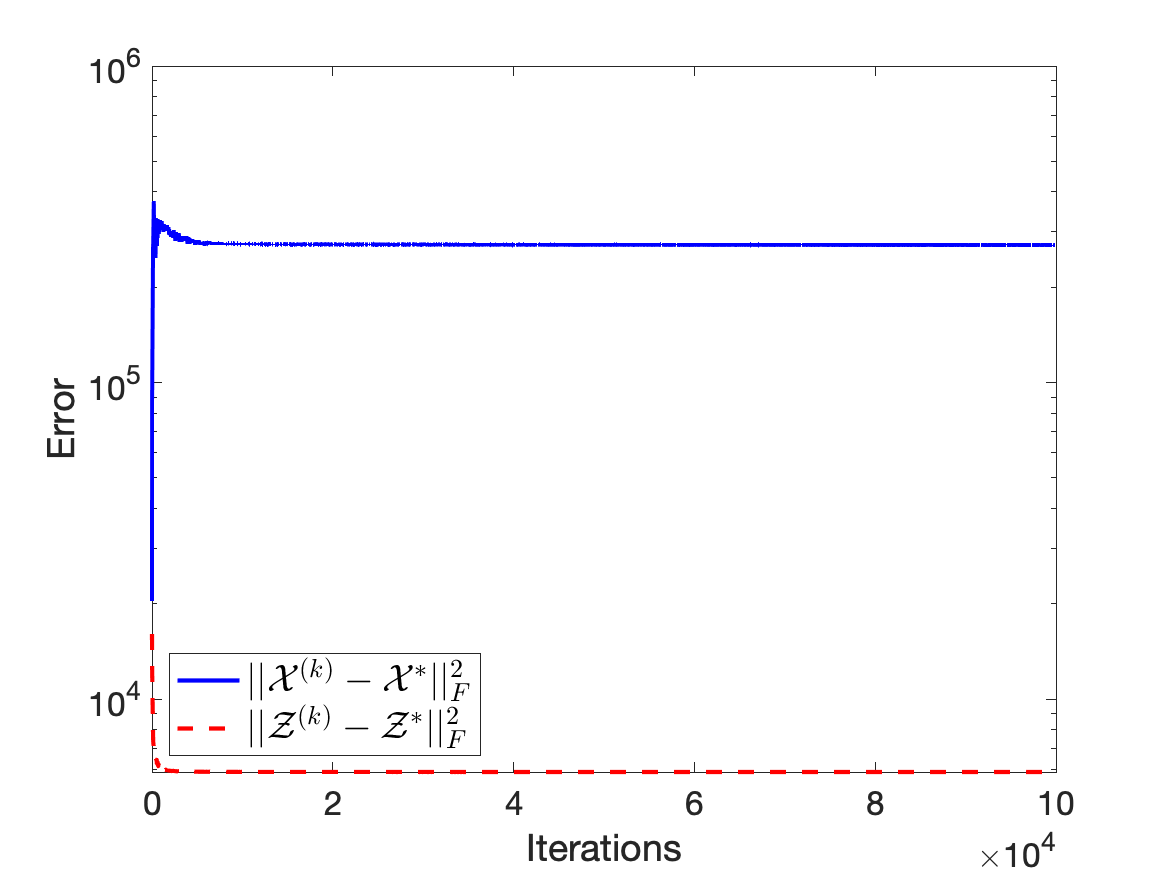 10^6
10^5
10^4
Error
||𝒳^{(k)} − 𝒳^*||_F^2
||𝒵^{(k)} − 𝒵^*||_F^2
0 2 4 6 8 10
Iterations
×10^4